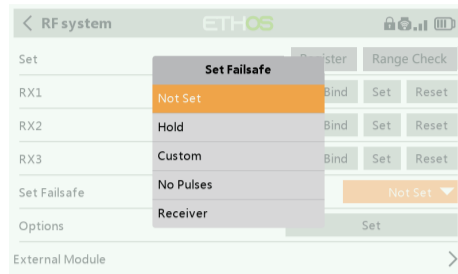 RF system
ETHOS
Set
Range Check
Set Failsafe
RX1
Not Set
Bind
Set
Reset
RX2
Hold
Bind
Set
Reset
RX3
Custom
Bind
Set
Reset
Set Failsafe
No Pulses
Not Set
Options
Receiver
Set
External Module